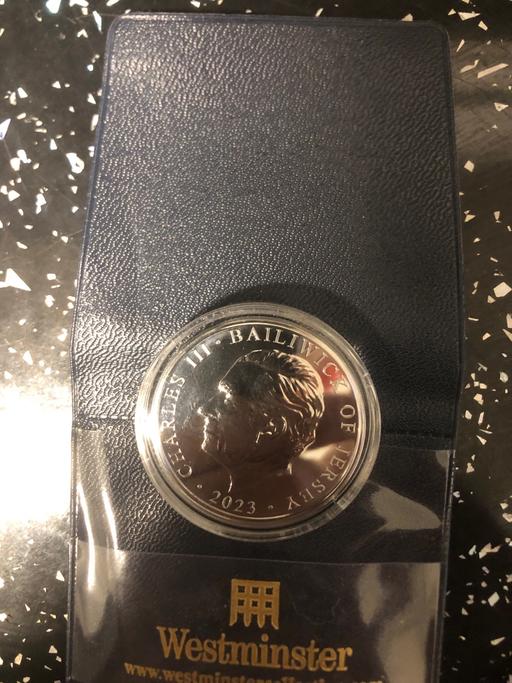 CHARLES III · BAILIWICK OF JERSEY
· 2023 ·
Westminster